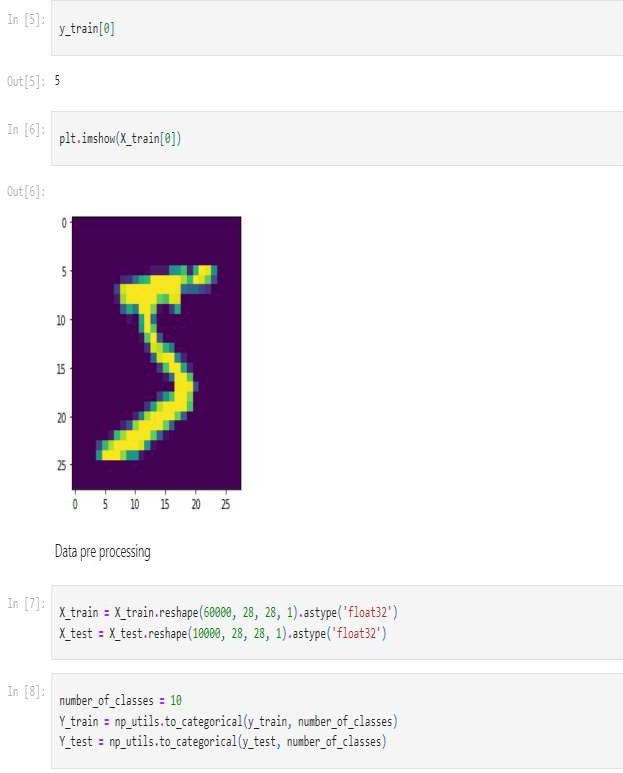 In [5]:
y_train[0]
Out[5]: 5
In [6]:
plt.imshow(X_train[0])
Out[6]:
0
5
10
15
20
25
0 5 10 15 20 25
Data pre processing
In [7]:
X_train = X_train.reshape(60000, 28, 28, 1).astype('float32')
X_test = X_test.reshape(10000, 28, 28, 1).astype('float32')
In [8]:
number_of_classes = 10
Y_train = np_utils.to_categorical(y_train, number_of_classes)
Y_test = np_utils.to_categorical(y_test, number_of_classes)